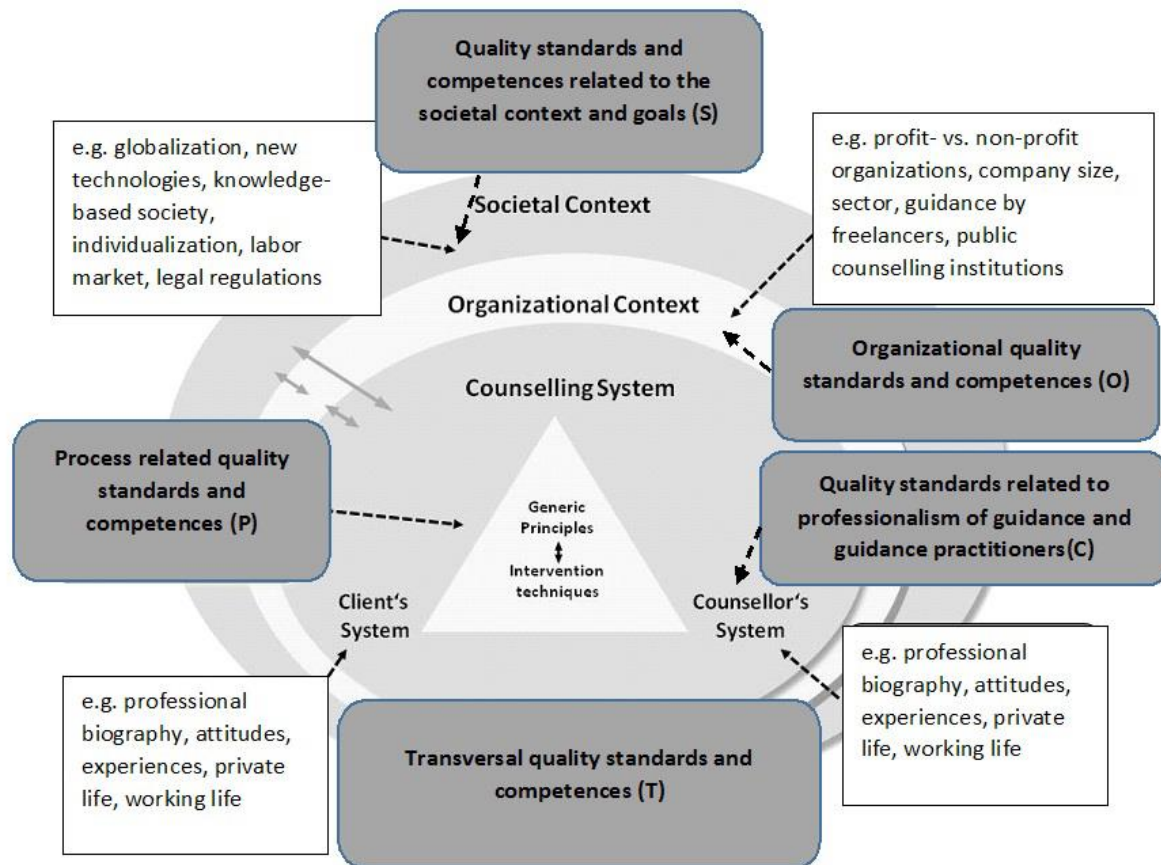 Quality standards and
competences related to the
societal context and goals (S)
e.g. globalization, new
technologies, knowledge-
based society,
individualization, labor
market, legal regulations
e.g. profit- vs. non-profit
organizations, company size,
sector, guidance by
freelancers, public
counselling institutions
Societal Context
Organizational Context
Organizational quality
standards and competences (O)
Counselling System
Process related quality
standards and
competences (P)
Quality standards related to
professionalism of guidance and
guidance practitioners(C)
Generic
Principles
Intervention
techniques
Client's
System
Counsellor's
System
e.g. professional
biography, attitudes,
experiences, private
life, working life
e.g. professional
biography, attitudes,
experiences, private
life, working life
Transversal quality standards and
competences (T)